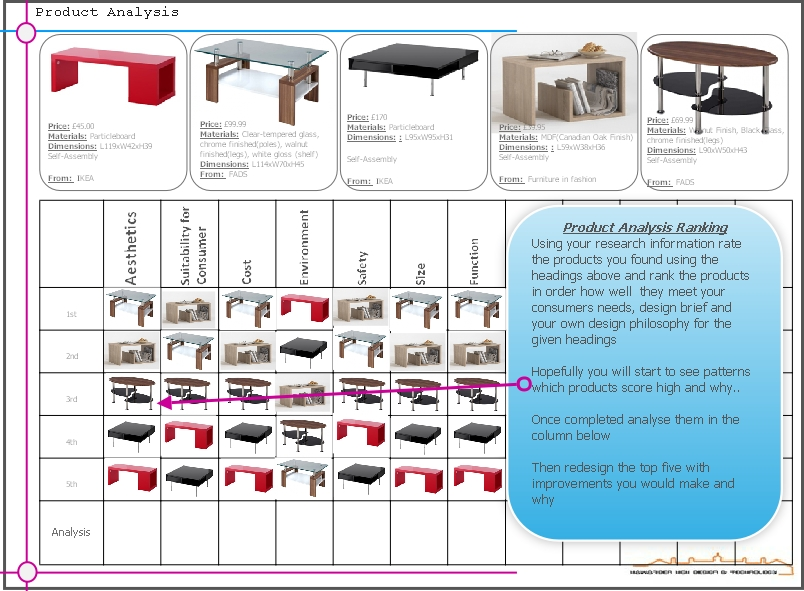 Product Analysis
Price: £45.00
Materials: Particleboard
Dimensions: L119xW42xH39
Self-Assembly
From: IKEA
Price: £99.99
Materials: Clear-tempered glass,
chrome finished(poles), walnut
finished(legs), white gloss (shelf)
Dimensions: L114xW70xH45
From: FADS
Price: £170
Materials: Particleboard
Dimensions: : L95xW95xH31
Self-Assembly
From: IKEA
Price:
Materials: MDF(Canadian Oak Finish)
Dimensions: : L59xW38xH36
Self-Assembly
From: Furniture in fashion
Price: £69.99
Materials: Walnut Finish, Black glass,
chrome finished(legs)
Dimensions: L90xW50xH43
Self-Assembly
From: FADS
Aesthetics
Suitability for
Consumer
Cost
Environment
Safety
Size
Function
1st
2nd
3rd
4th
5th
Analysis
Product Analysis Ranking
Using your research information rate
the products you found using the
headings above and rank the products
in order how well they meet your
consumers needs, design brief and
your own design philosophy for the
given headings
Hopefully you will start to see patterns
which products score high and why..
Once completed analyse them in the
column below
Then redesign the top five with
improvements you would make and
why
HIGH DESIGN & TECHNOLOGY